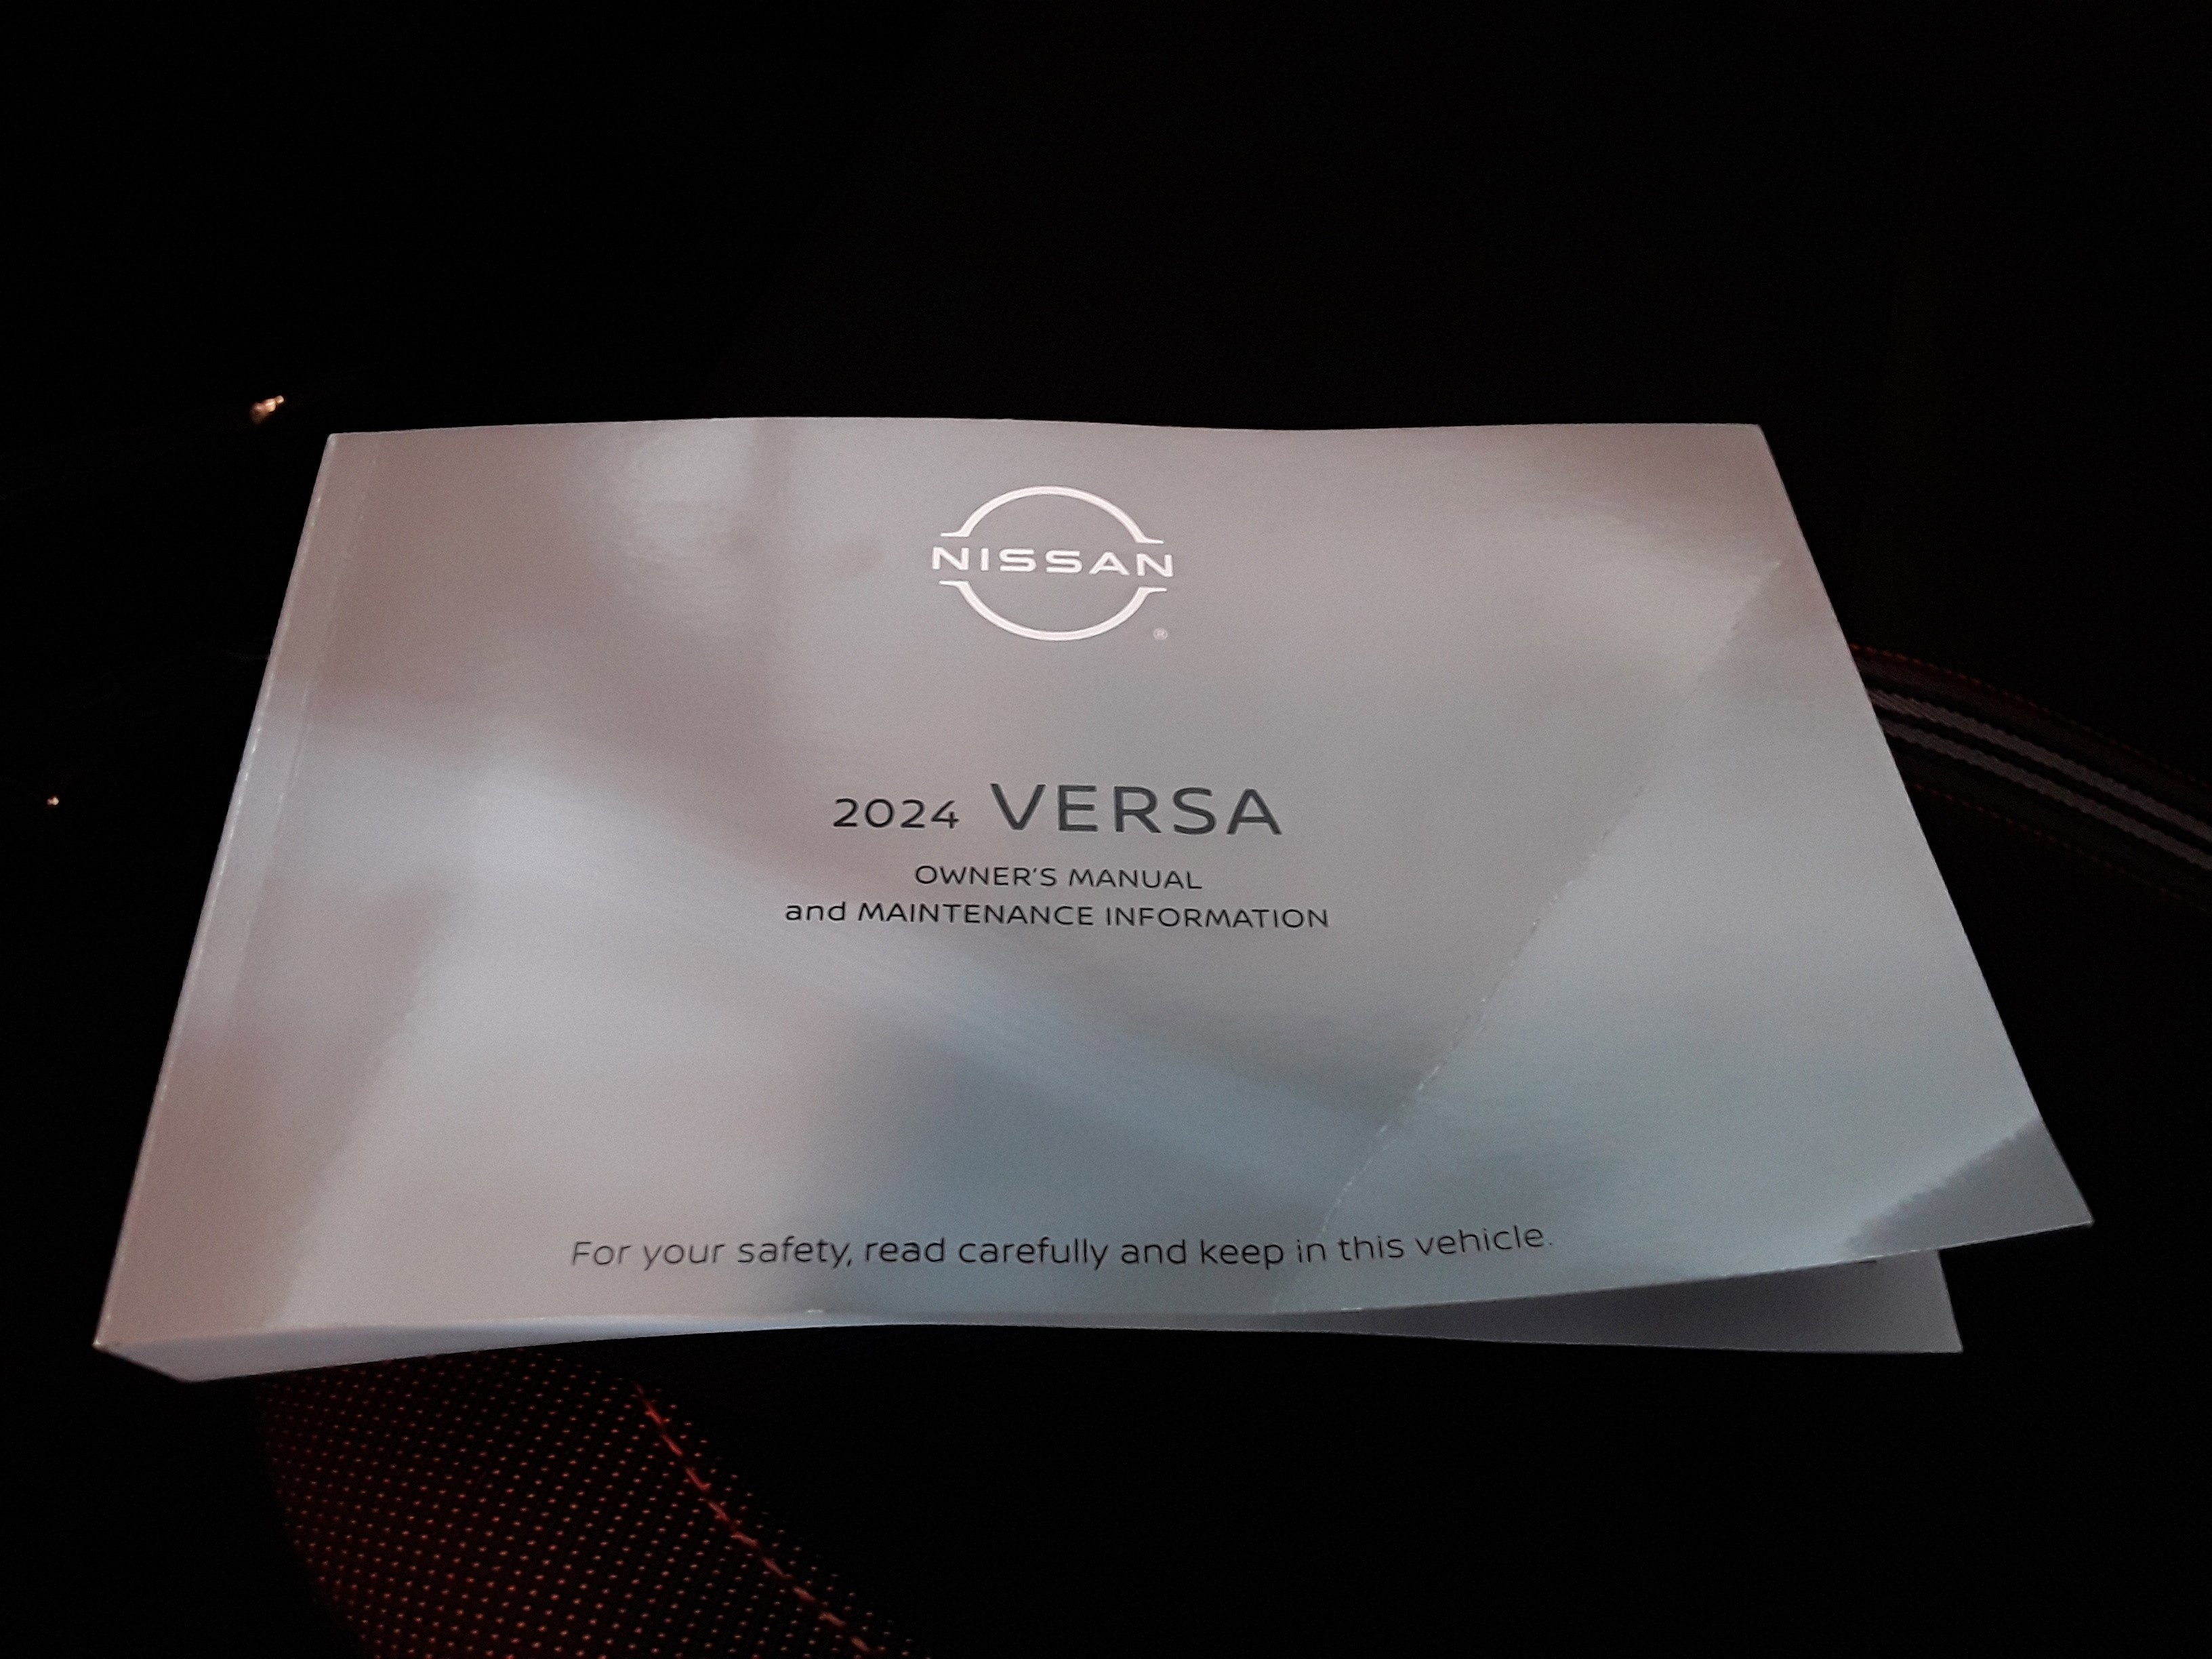 NISSAN
®
2024 VERSA
OWNER'S MANUAL
and MAINTENANCE INFORMATION
For your safety, read carefully and keep in this vehicle.